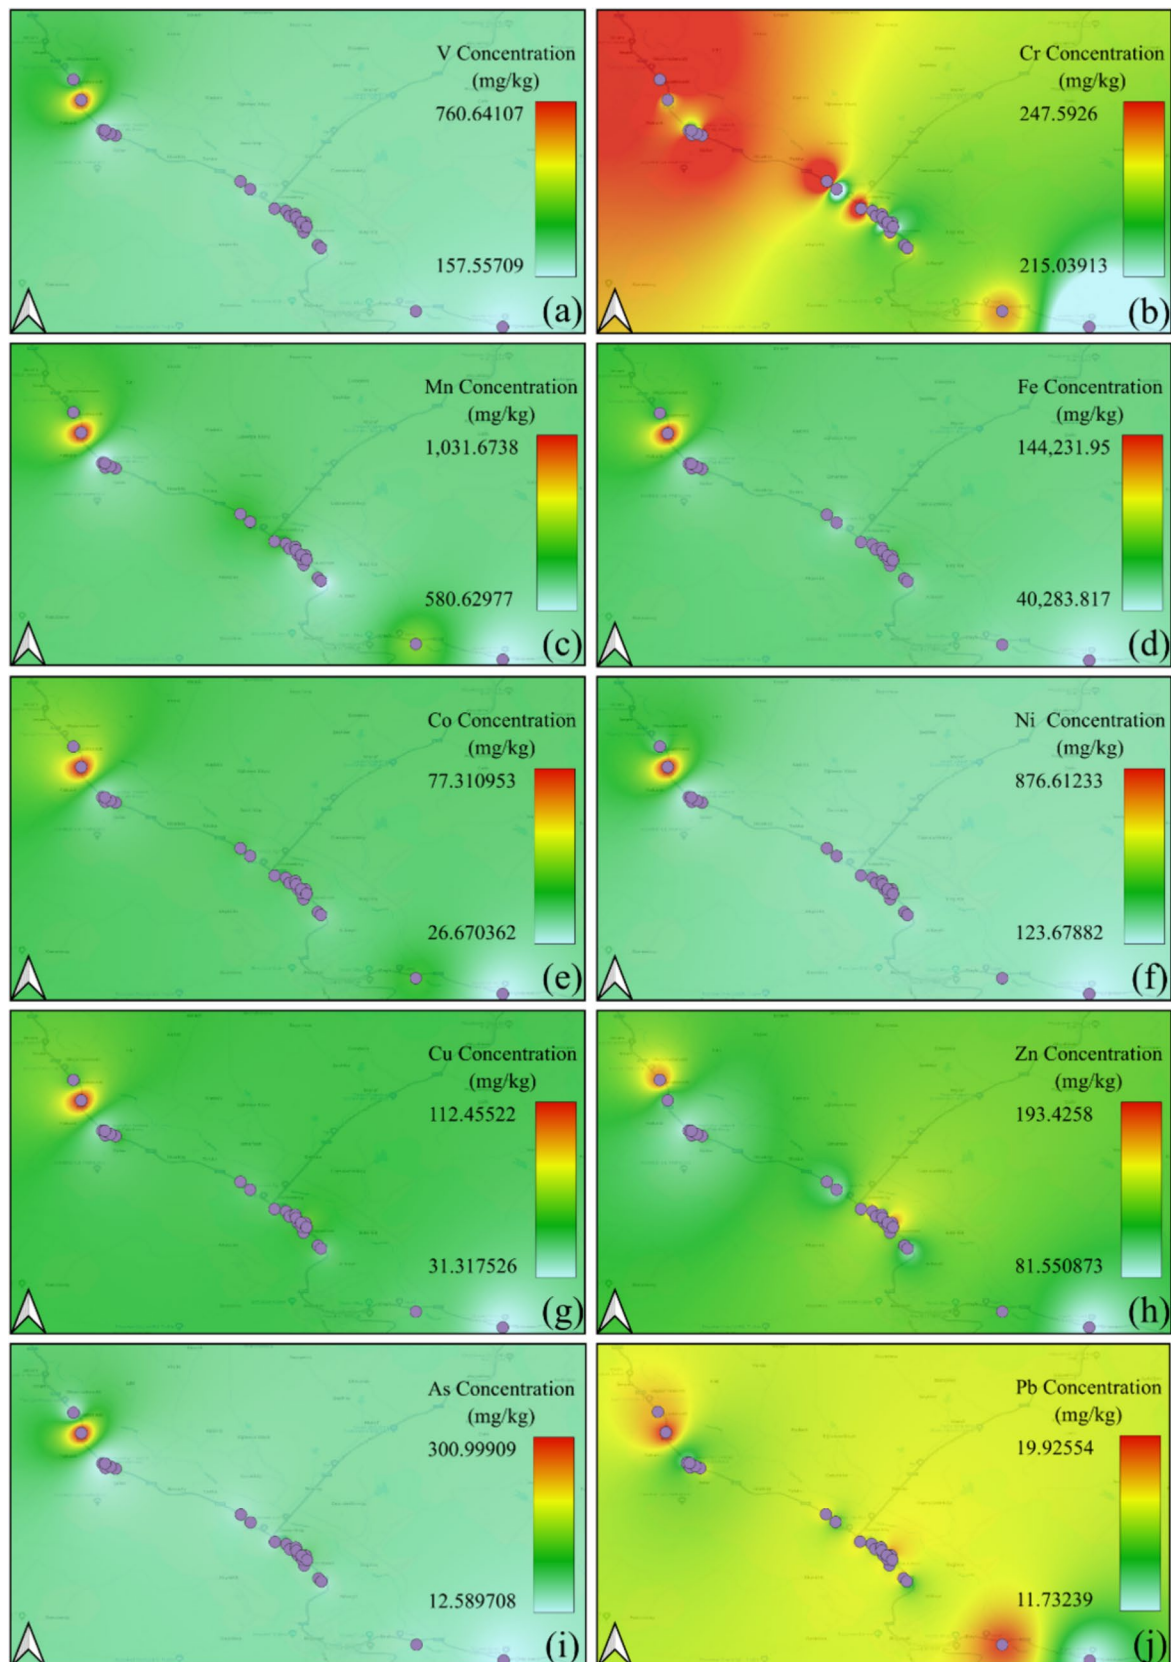 V Concentration
(mg/kg)
760.64107
157.55709
(a)
Cr Concentration
(mg/kg)
247.5926
215.03913
(b)
Mn Concentration
(mg/kg)
1,031.6738
580.62977
(c)
Fe Concentration
(mg/kg)
144,231.95
40,283.817
(d)
Co Concentration
(mg/kg)
77.310953
26.670362
(e)
Ni Concentration
(mg/kg)
876.61233
123.67882
(f)
Cu Concentration
(mg/kg)
112.45522
31.317526
(g)
Zn Concentration
(mg/kg)
193.4258
81.550873
(h)
As Concentration
(mg/kg)
300.99909
12.589708
(i)
Pb Concentration
(mg/kg)
19.92554
11.73239
(j)